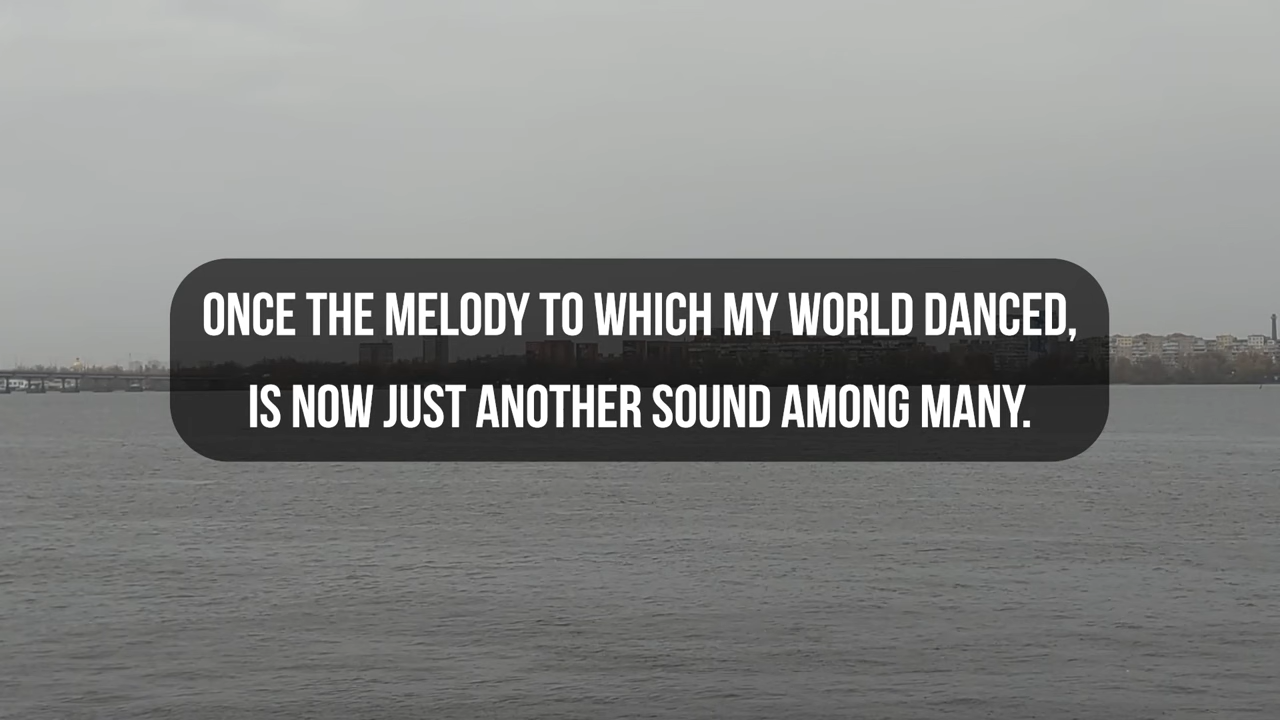 ONCE THE MELODY TO WHICH MY WORLD DANCED,
IS NOW JUST ANOTHER SOUND AMONG MANY.